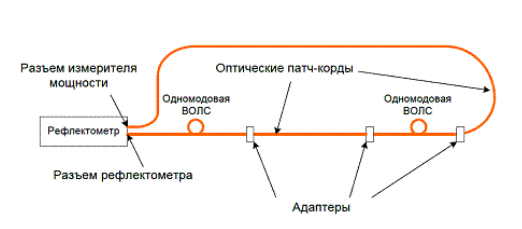 Разъем измерителя
мощности
Оптические патч-корды
Одномодовая
ВОЛС
Одномодовая
ВОЛС
Рефлектометр
Разъем рефлектометра
Адаптеры